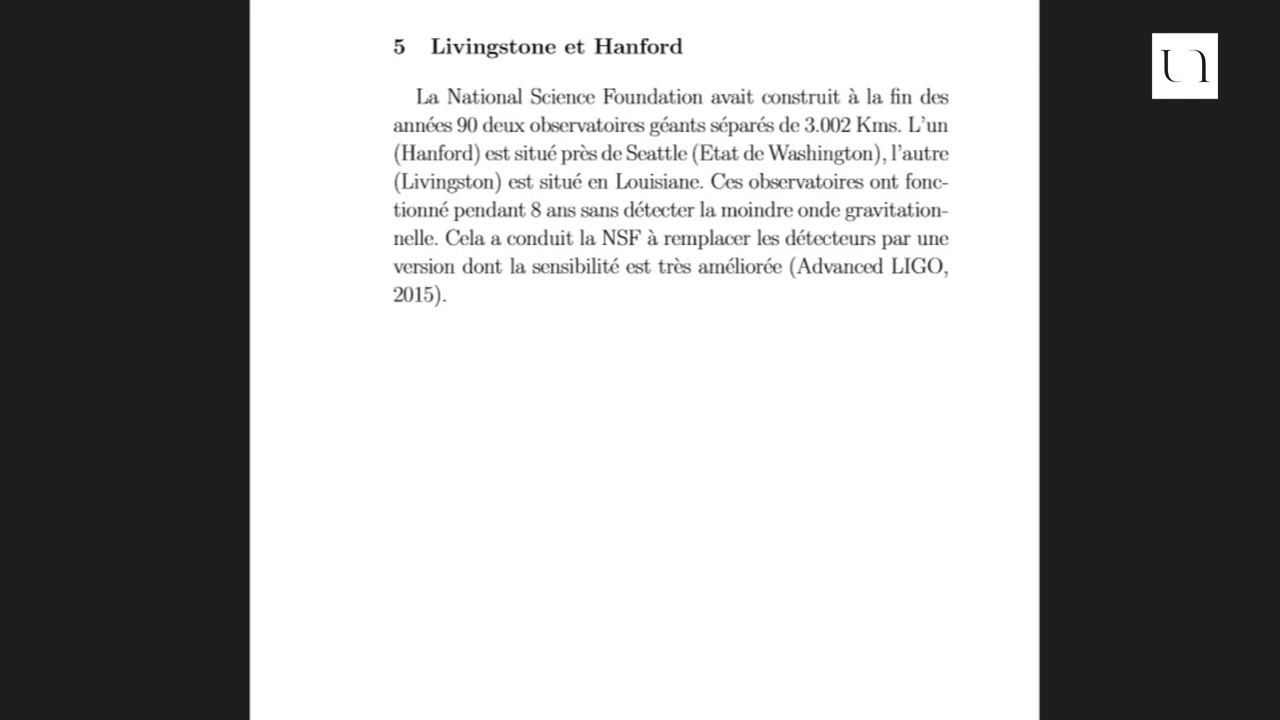 5 Livingstone et Hanford
La National Science Foundation avait construit à la fin des
années 90 deux observatoires géants séparés de 3.002 Kms. L'un
(Hanford) est situé près de Seattle (Etat de Washington), l'autre
(Livingston) est situé en Louisiane. Ces observatoires ont fonc-
tionné pendant 8 ans sans détecter la moindre onde gravitation-
nelle. Cela a conduit la NSF à remplacer les détecteurs par une
version dont la sensibilité est très améliorée (Advanced LIGO,
2015).